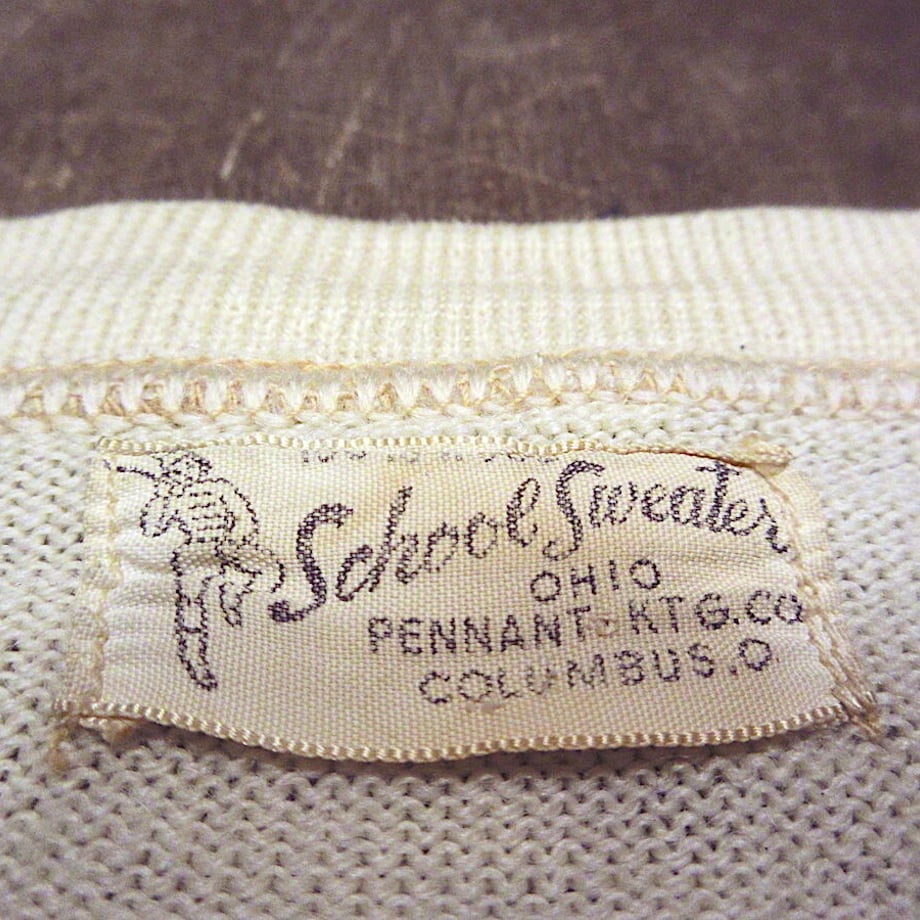 School Sweater
OHIO
PENNANT & KTG.CO
COLUMBUS.O